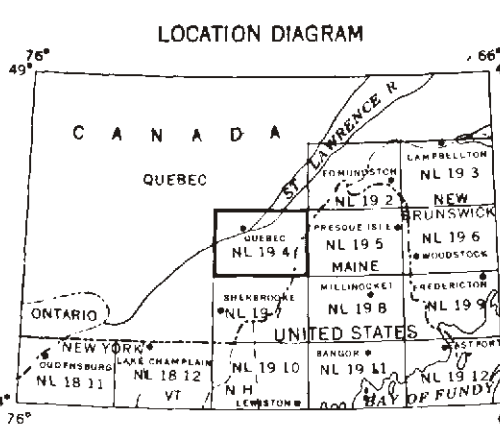 LOCATION DIAGRAM
76°
66°
49°
CANADA
ST LAWRENCE R
QUEBEC
CAMPBELLTON
NL 19 3
EDMUNDSTON
NL 19 2
NEW
BRUNSWICK
QUEBEC
NL 19 4
PRESQUE ISLE
NL 19 5
NL 19 6
MAINE
WOODSTOCK
SHERBROOKE
NL 19
MILLINOCKET
NL 19 8
FREDERICTON
NL 19 9
ONTARIO
UNITED STATES
NEW YORK
OGDENSBURG
NL 18 11
LAKE CHAMPLAIN
NL 18 12
VT
NL 19 10
N H
LEWISTON
BANGOR
NL 19 11
EASTPORT
NL 19 12
BAY OF FUNDY
76°